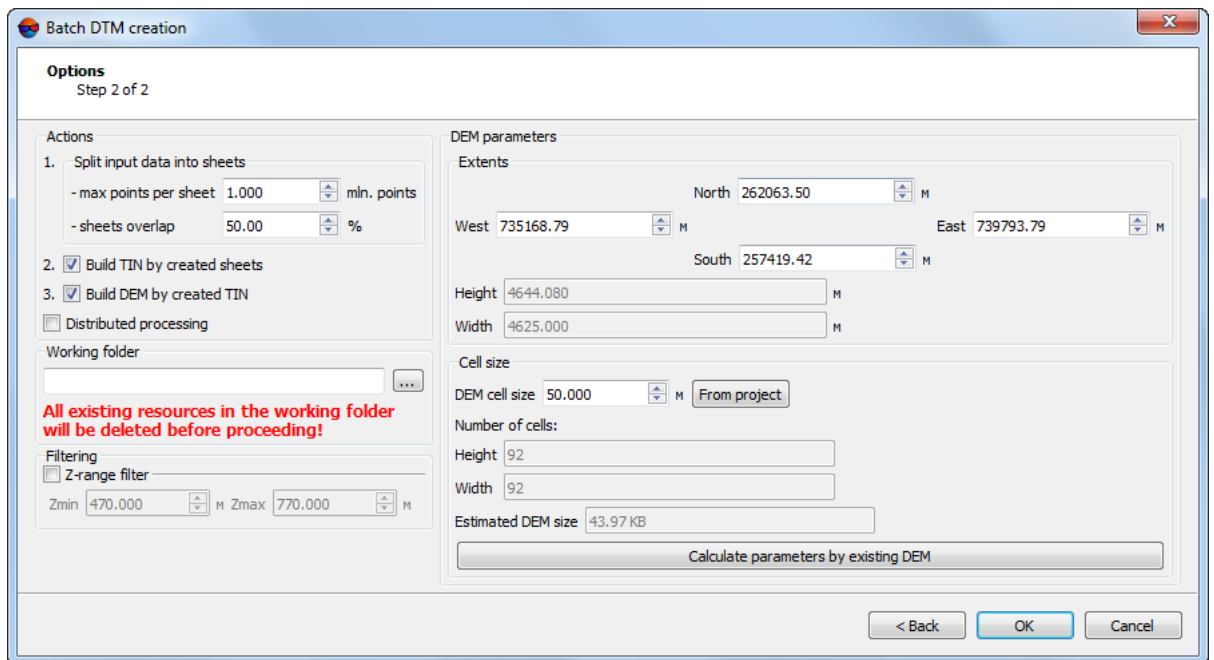 Batch DTM creation
Options
Step 2 of 2
Actions
1. Split input data into sheets
- max points per sheet 1.000 mln. points
- sheets overlap 50.00 %
2. Build TIN by created sheets
3. Build DEM by created TIN
Distributed processing
Working folder
...
All existing resources in the working folder
will be deleted before proceeding!
Filtering
Z-range filter
Zmin 470.000 м Zmax 770.000 м
DEM parameters
Extents
North 262063.50 м
West 735168.79 м East 739793.79 м
South 257419.42 м
Height 4644.080 м
Width 4625.000 м
Cell size
DEM cell size 50.000 м From project
Number of cells:
Height 92
Width 92
Estimated DEM size 43.97 KB
Calculate parameters by existing DEM
< Back OK Cancel